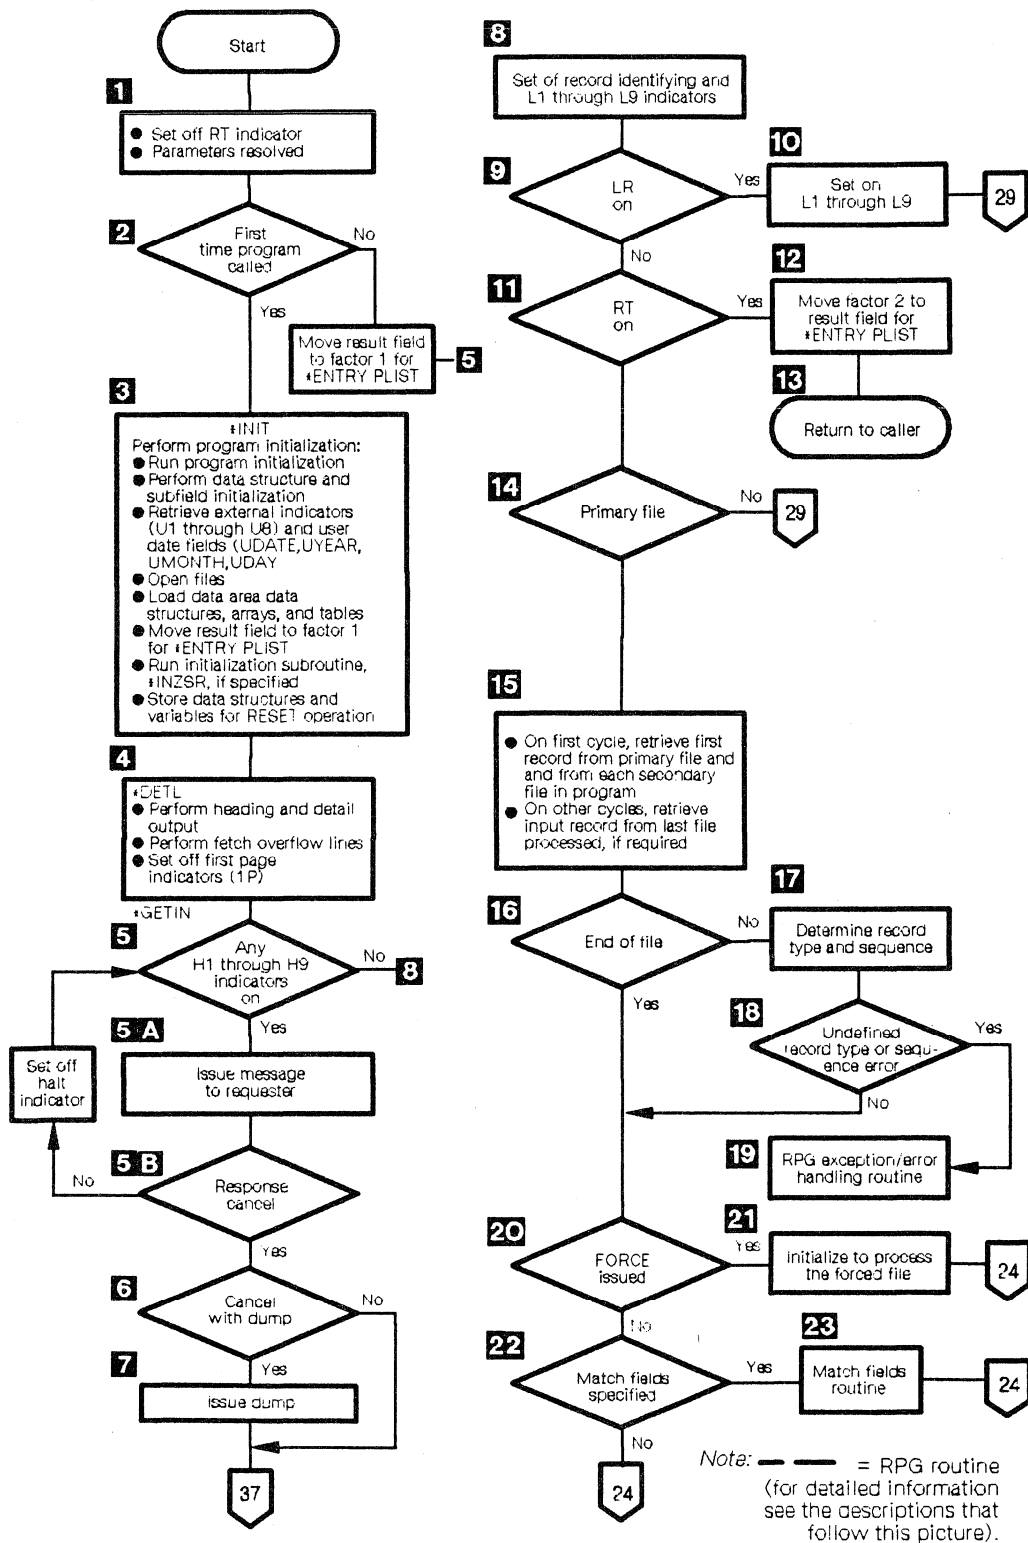 Start
1
● Set off RT indicator
● Parameters resolved
2
First
time program
called
No
Yes
Move result field
to factor 1 for
*ENTRY PLIST
5
3
*INIT
Perform program initialization:
● Run program initialization
● Perform data structure and
subfield initialization
● Retrieve external indicators
(U1 through U8) and user
date fields (UDATE,UYEAR,
UMONTH,UDAY
● Open files
● Load data area data
structures, arrays, and tables
● Move result field to factor 1
for *ENTRY PLIST
● Run initialization subroutine,
*INZSR, if specified
● Store data structures and
variables for RESET operation
4
*DETL
● Perform heading and detail
output
● Perform fetch overflow lines
● Set off first page
indicators (1P)
*GETIN
5
Any
H1 through H9
indicators
on
No
8
Yes
5 A
Issue message
to requester
Set off
halt
indicator
5 B
No
Response
cancel
Yes
6
Cancel
with dump
No
Yes
7
issue dump
37
8
Set of record identifying and
L1 through L9 indicators
9
LR
on
Yes
10
Set on
L1 through L9
29
No
11
RT
on
Yes
12
Move factor 2 to
result field for
*ENTRY PLIST
13
Return to caller
14
Primary file
No
29
15
● On first cycle, retrieve first
record from primary file and
and from each secondary
file in program
● On other cycles, retrieve
input record from last file
processed, if required
16
End of file
No
17
Determine record
type and sequence
Yes
18
Undefined
record type or sequ-
ence error
Yes
No
19
RPG exception/error
handling routine
20
FORCE
issued
Yes
21
Initialize to process
the forced file
24
No
22
Match fields
specified
Yes
23
Match fields
routine
24
No
24
Note: — — = RPG routine
(for detailed information
see the descriptions that
follow this picture).